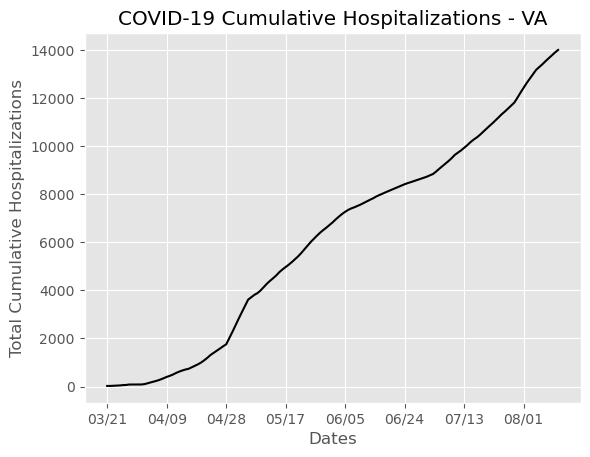 COVID-19 Cumulative Hospitalizations - VA
Total Cumulative Hospitalizations
14000
12000
10000
8000
6000
4000
2000
0
03/21 04/09 04/28 05/17 06/05 06/24 07/13 08/01
Dates